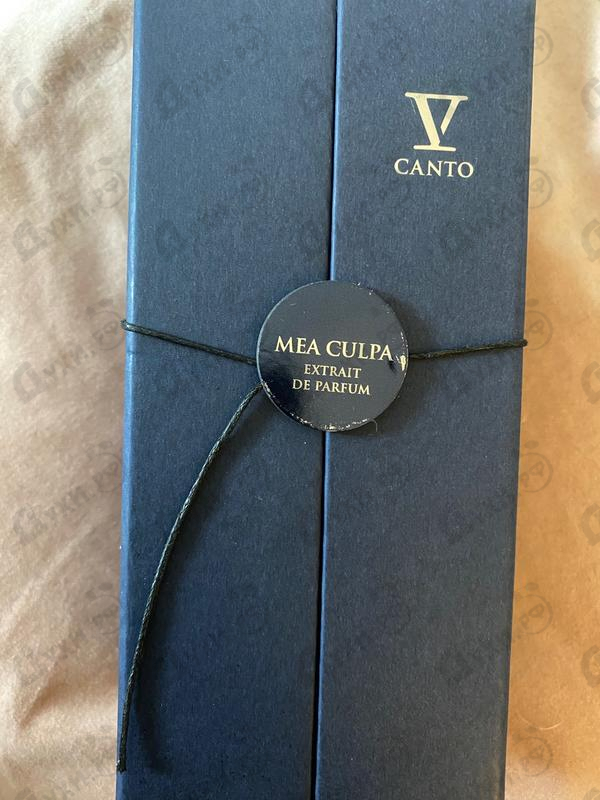 V
CANTO
MEA CULPA
EXTRAIT
DE PARFUM